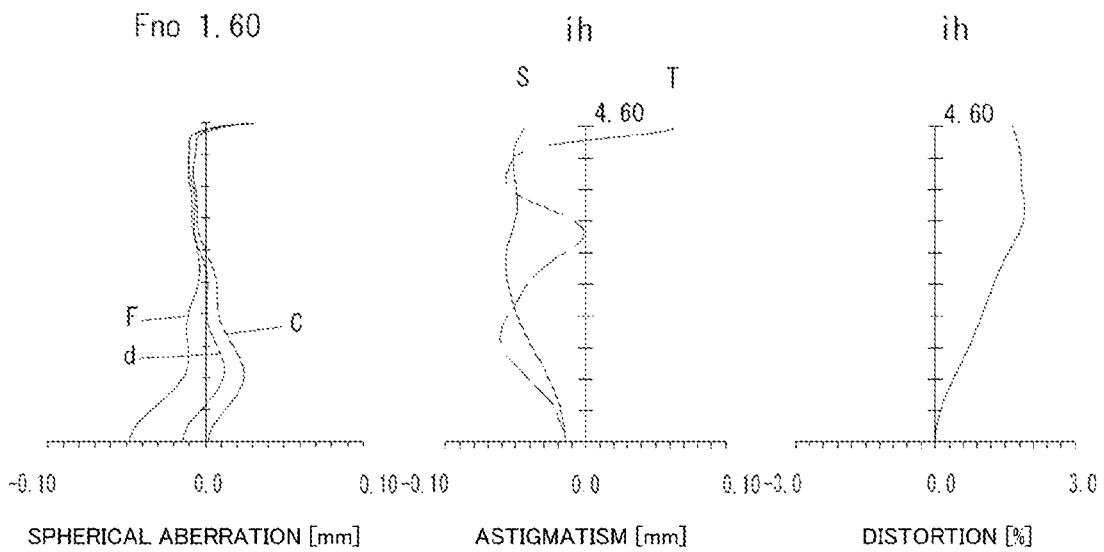 Fno 1.60
ih
ih
S
T
4.60
4.60
F
C
d
-0.10
0.0
0.10
-0.10
0.0
0.10
-3.0
0.0
3.0
SPHERICAL ABERRATION [mm]
ASTIGMATISM [mm]
DISTORTION [%]